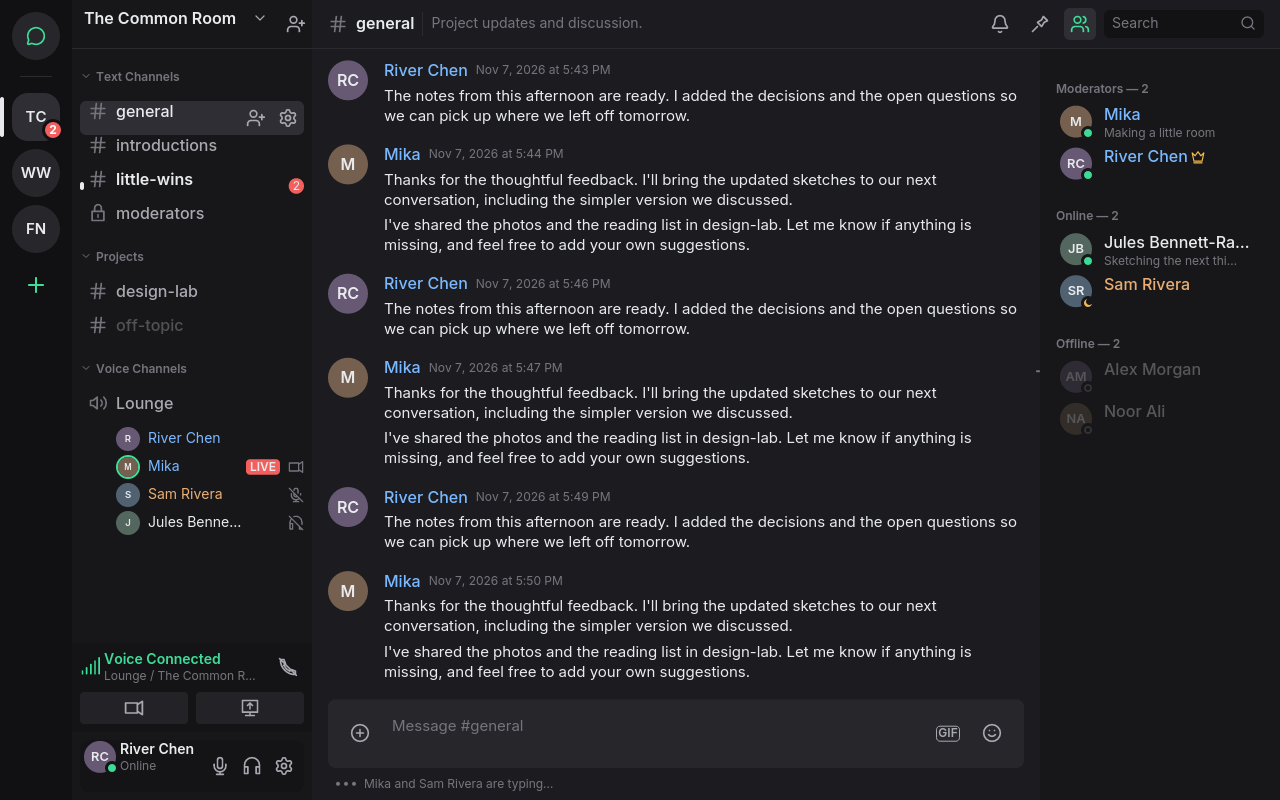 TC
2
WW
FN
The Common Room
Text Channels
general
introductions
little-wins
2
moderators
Projects
design-lab
off-topic
Voice Channels
Lounge
R
River Chen
M
Mika
LIVE
S
Sam Rivera
J
Jules Benne...
Voice Connected
Lounge / The Common R...
RC
River Chen
Online
# general
Project updates and discussion.
Search
RC
River Chen Nov 7, 2026 at 5:43 PM
The notes from this afternoon are ready. I added the decisions and the open questions so
we can pick up where we left off tomorrow.
M
Mika Nov 7, 2026 at 5:44 PM
Thanks for the thoughtful feedback. I'll bring the updated sketches to our next
conversation, including the simpler version we discussed.
I've shared the photos and the reading list in design-lab. Let me know if anything is
missing, and feel free to add your own suggestions.
RC
River Chen Nov 7, 2026 at 5:46 PM
The notes from this afternoon are ready. I added the decisions and the open questions so
we can pick up where we left off tomorrow.
M
Mika Nov 7, 2026 at 5:47 PM
Thanks for the thoughtful feedback. I'll bring the updated sketches to our next
conversation, including the simpler version we discussed.
I've shared the photos and the reading list in design-lab. Let me know if anything is
missing, and feel free to add your own suggestions.
RC
River Chen Nov 7, 2026 at 5:49 PM
The notes from this afternoon are ready. I added the decisions and the open questions so
we can pick up where we left off tomorrow.
M
Mika Nov 7, 2026 at 5:50 PM
Thanks for the thoughtful feedback. I'll bring the updated sketches to our next
conversation, including the simpler version we discussed.
I've shared the photos and the reading list in design-lab. Let me know if anything is
missing, and feel free to add your own suggestions.
Message #general
GIF
Mika and Sam Rivera are typing...
Moderators — 2
M
Mika
Making a little room
RC
River Chen
Online — 2
JB
Jules Bennett-Ra...
Sketching the next thi...
SR
Sam Rivera
Offline — 2
AM
Alex Morgan
NA
Noor Ali